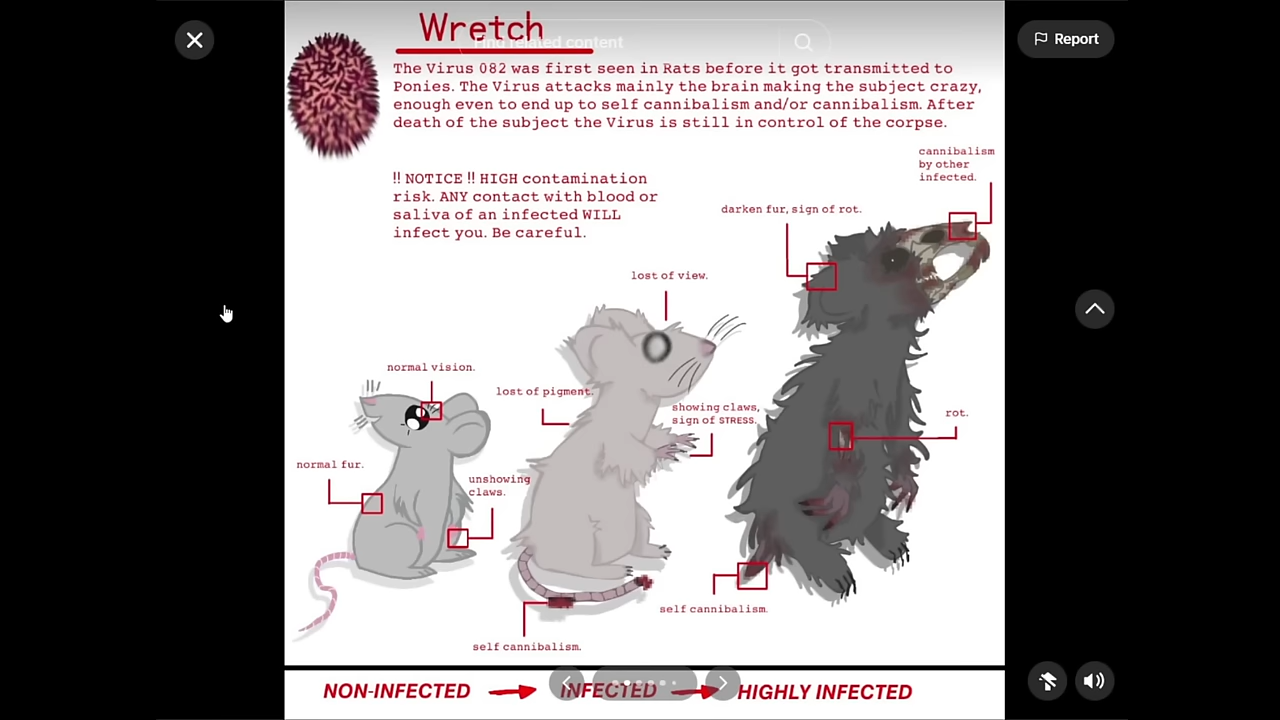 Wretch
Find related content
Report
The Virus 082 was first seen in Rats before it got transmitted to
Ponies. The Virus attacks mainly the brain making the subject crazy,
enough even to end up to self cannibalism and/or cannibalism. After
death of the subject the Virus is still in control of the corpse.
!! NOTICE !! HIGH contamination
risk. ANY contact with blood or
saliva of an infected WILL
infect you. Be careful.
cannibalism
by other
infected.
darken fur, sign of rot.
lost of view.
normal vision.
lost of pigment.
showing claws,
sign of STRESS.
rot.
normal fur.
unshowing
claws.
self cannibalism.
self cannibalism.
NON-INFECTED
INFECTED
HIGHLY INFECTED